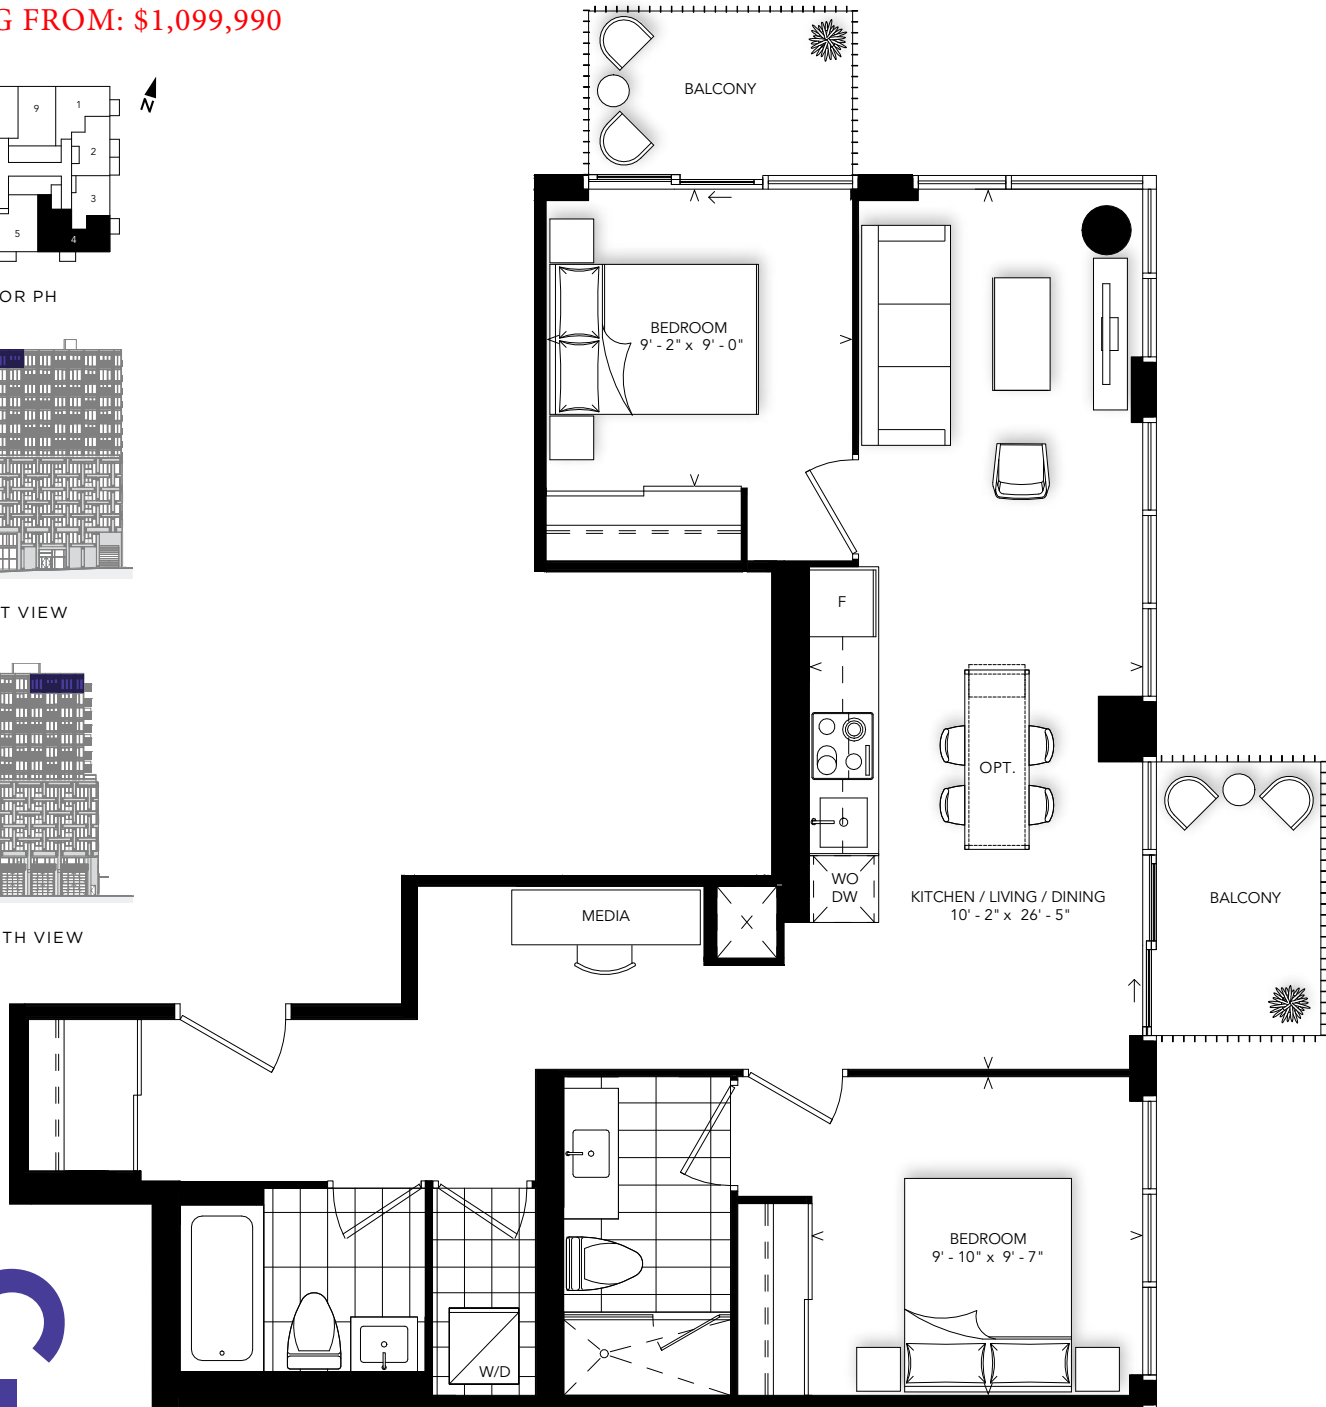 G FROM: $1,099,990
N
9
1
2
3
4
5
OR PH
T VIEW
TH VIEW
BALCONY
BEDROOM
9' - 2" x 9' - 0"
F
OPT.
WO
DW
KITCHEN / LIVING / DINING
10' - 2" x 26' - 5"
BALCONY
MEDIA
X
BEDROOM
9' - 10" x 9' - 7"
W/D